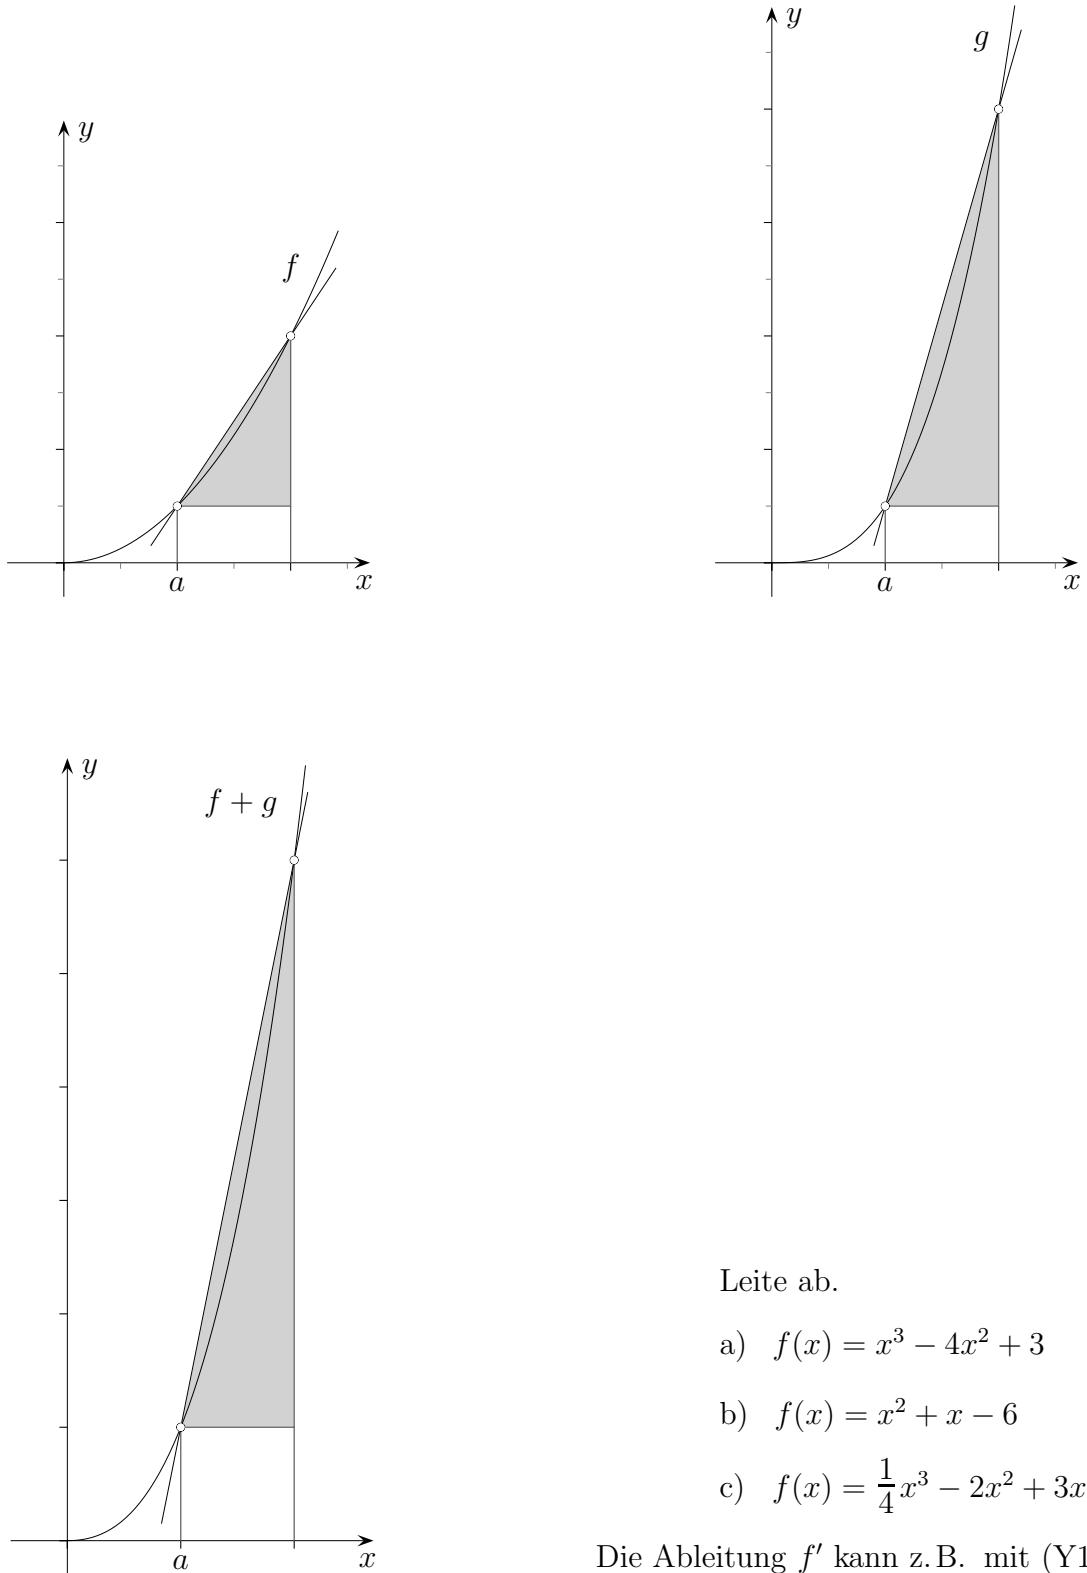 y
f
x
a
y
g
x
a
y
f + g
x
a
Leite ab.
a) f(x) = x³ − 4x² + 3
b) f(x) = x² + x − 6
c) f(x) = 1/4 x³ − 2x² + 3x
Die Ableitung f′ kann z. B. mit (Y1